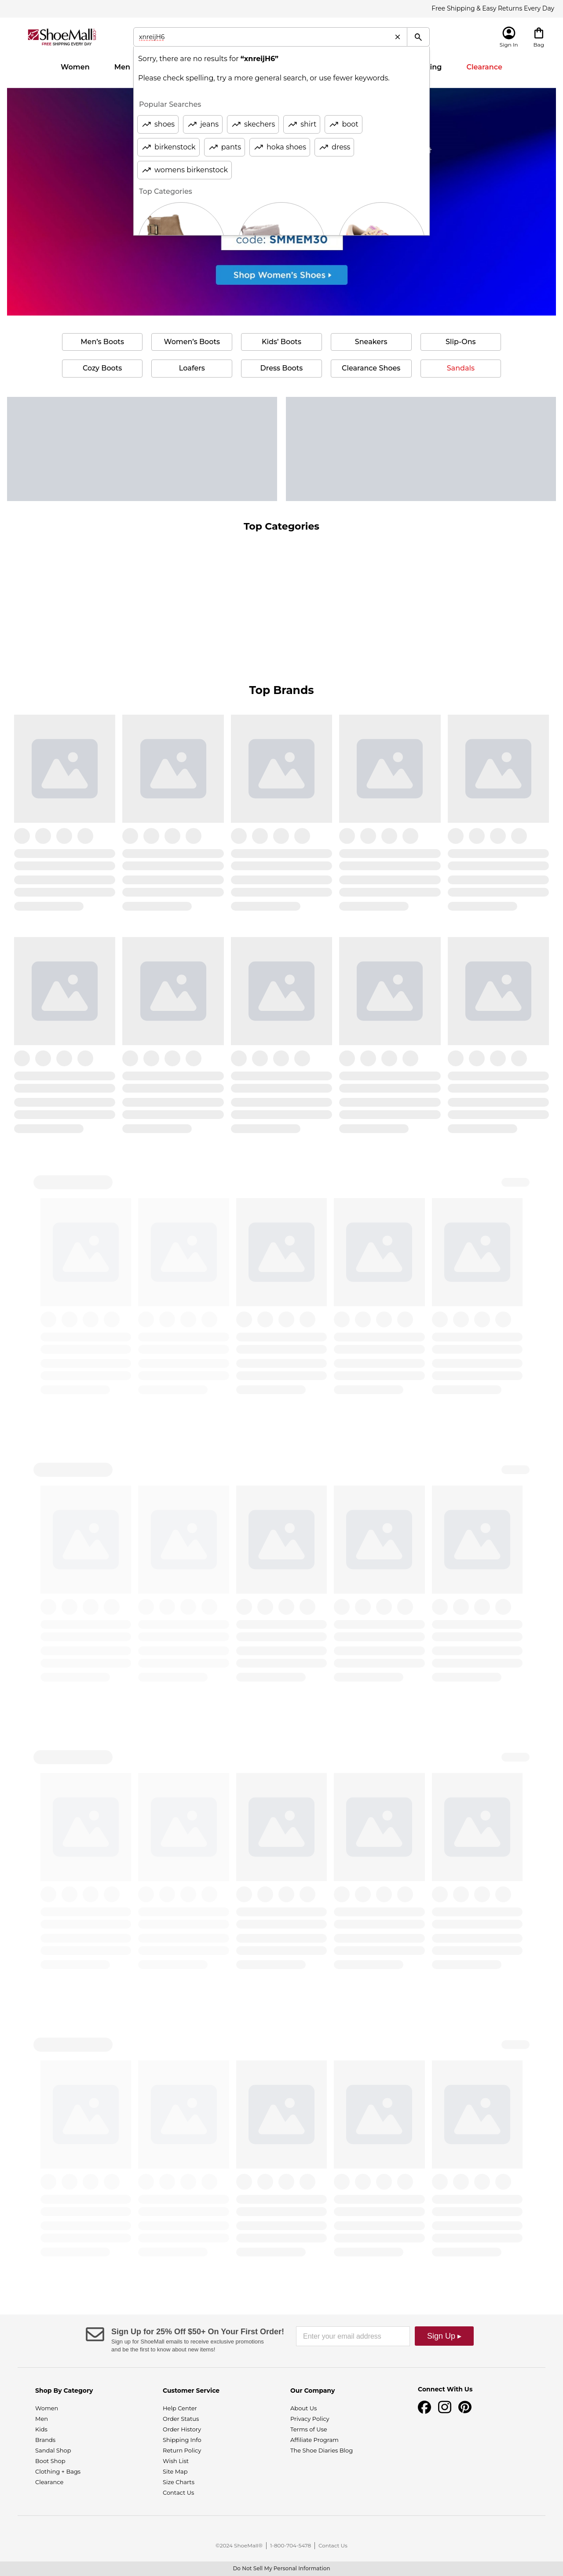 Free Shipping & Easy Returns Every Day
ShoeMall
FREE SHIPPING EVERY DAY
xnreijH6
Sign In
Bag
Sorry, there are no results for “xnreijH6”
Please check spelling, try a more general search, or use fewer keywords.
Women
Men
Clearance
Popular Searches
shoes
jeans
skechers
shirt
boot
birkenstock
pants
hoka shoes
dress
womens birkenstock
Top Categories
code: SMMEM30
Shop Women's Shoes
Men's Boots
Women's Boots
Kids' Boots
Sneakers
Slip-Ons
Cozy Boots
Loafers
Dress Boots
Clearance Shoes
Sandals
Top Categories
Top Brands
Sign Up for 25% Off $50+ On Your First Order!
Sign up for ShoeMall emails to receive exclusive promotions
and be the first to know about new items!
Enter your email address
Sign Up ▸
Shop By Category
Women
Men
Kids
Brands
Sandal Shop
Boot Shop
Clothing + Bags
Clearance
Customer Service
Help Center
Order Status
Order History
Shipping Info
Return Policy
Wish List
Site Map
Size Charts
Contact Us
Our Company
About Us
Privacy Policy
Terms of Use
Affiliate Program
The Shoe Diaries Blog
Connect With Us
©2024 ShoeMall® | 1-800-704-5478 | Contact Us
Do Not Sell My Personal Information